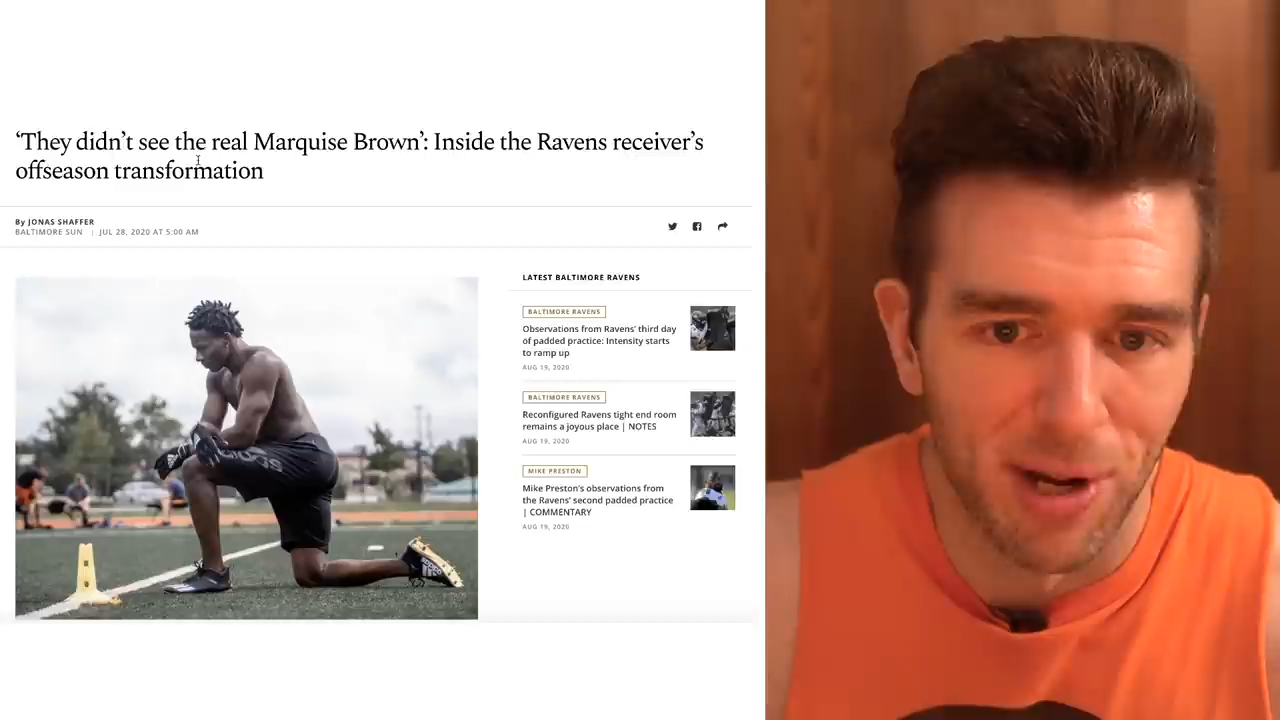 ‘They didn’t see the real Marquise Brown’: Inside the Ravens receiver’s
offseason transformation
By JONAS SHAFFER
BALTIMORE SUN | JUL 28, 2020 AT 5:00 AM
LATEST BALTIMORE RAVENS
BALTIMORE RAVENS
Observations from Ravens’ third day
of padded practice: Intensity starts
to ramp up
AUG 19, 2020
BALTIMORE RAVENS
Reconfigured Ravens tight end room
remains a joyous place | NOTES
AUG 19, 2020
MIKE PRESTON
Mike Preston’s observations from
the Ravens’ second padded practice
| COMMENTARY
AUG 19, 2020